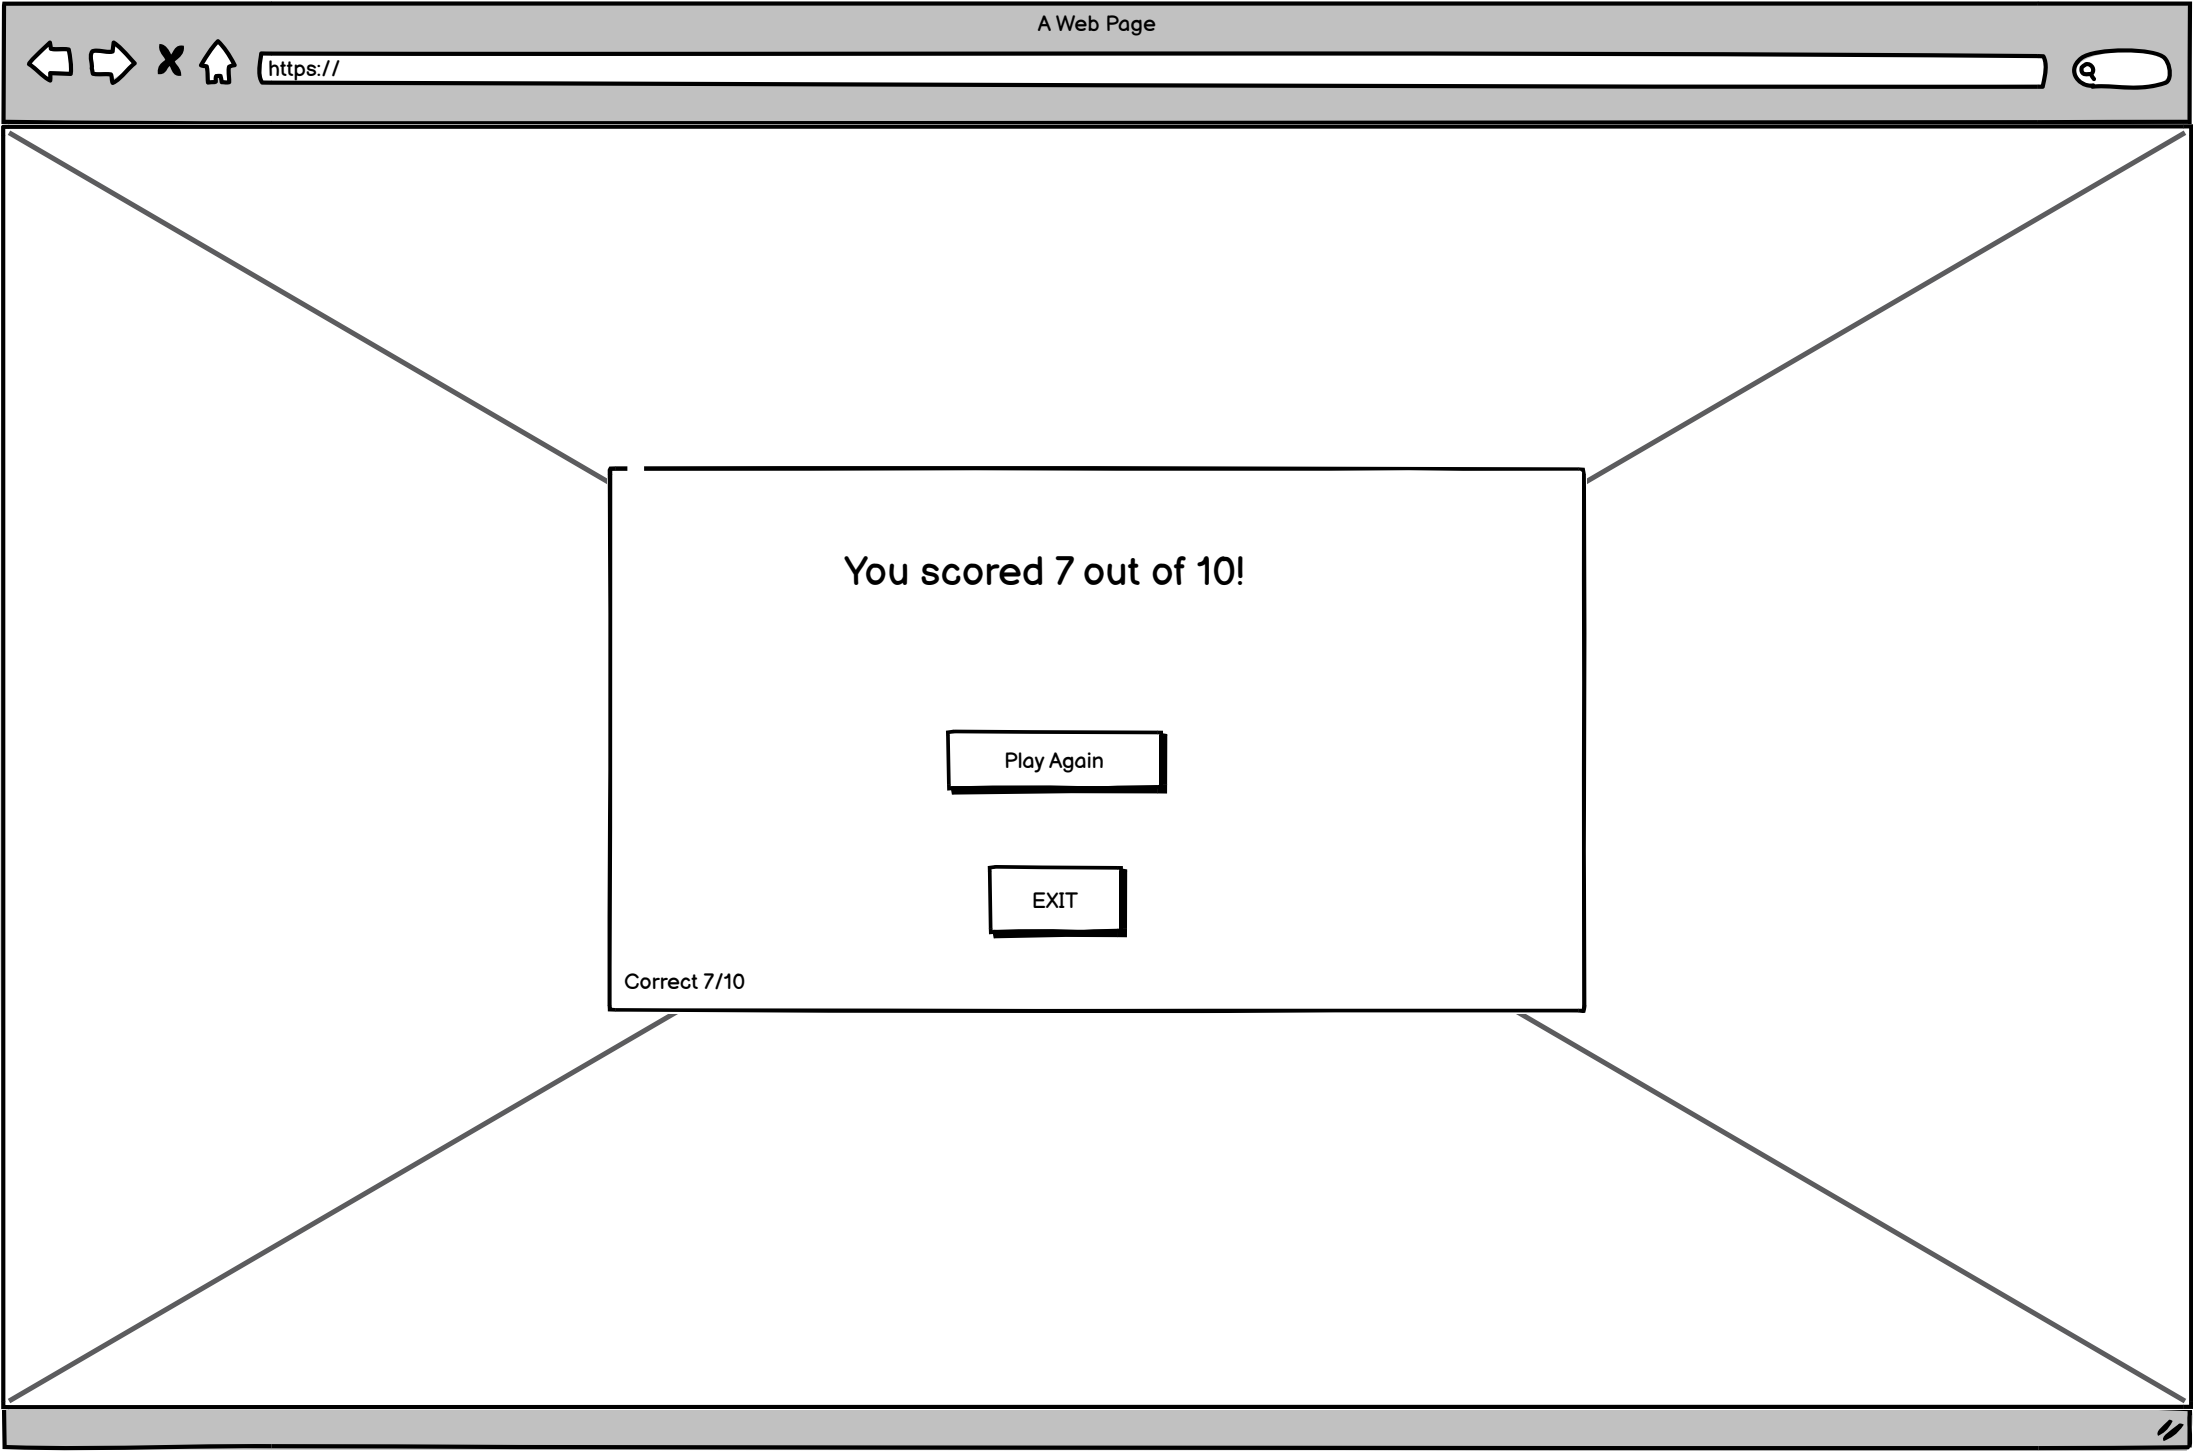 A Web Page
https://
You scored 7 out of 10!
Play Again
EXIT
Correct 7/10